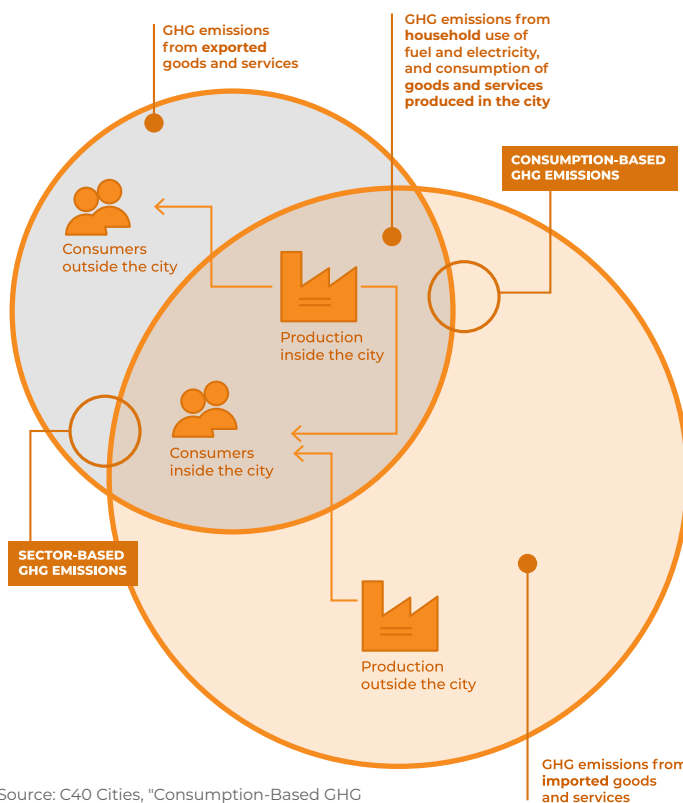 GHG emissions
from exported
goods and services
GHG emissions from
household use of
fuel and electricity,
and consumption of
goods and services
produced in the city
CONSUMPTION-BASED
GHG EMISSIONS
Consumers
outside the city
Production
inside the city
Consumers
inside the city
SECTOR-BASED
GHG EMISSIONS
Production
outside the city
GHG emissions from
imported goods
and services
Source: C40 Cities, "Consumption-Based GHG